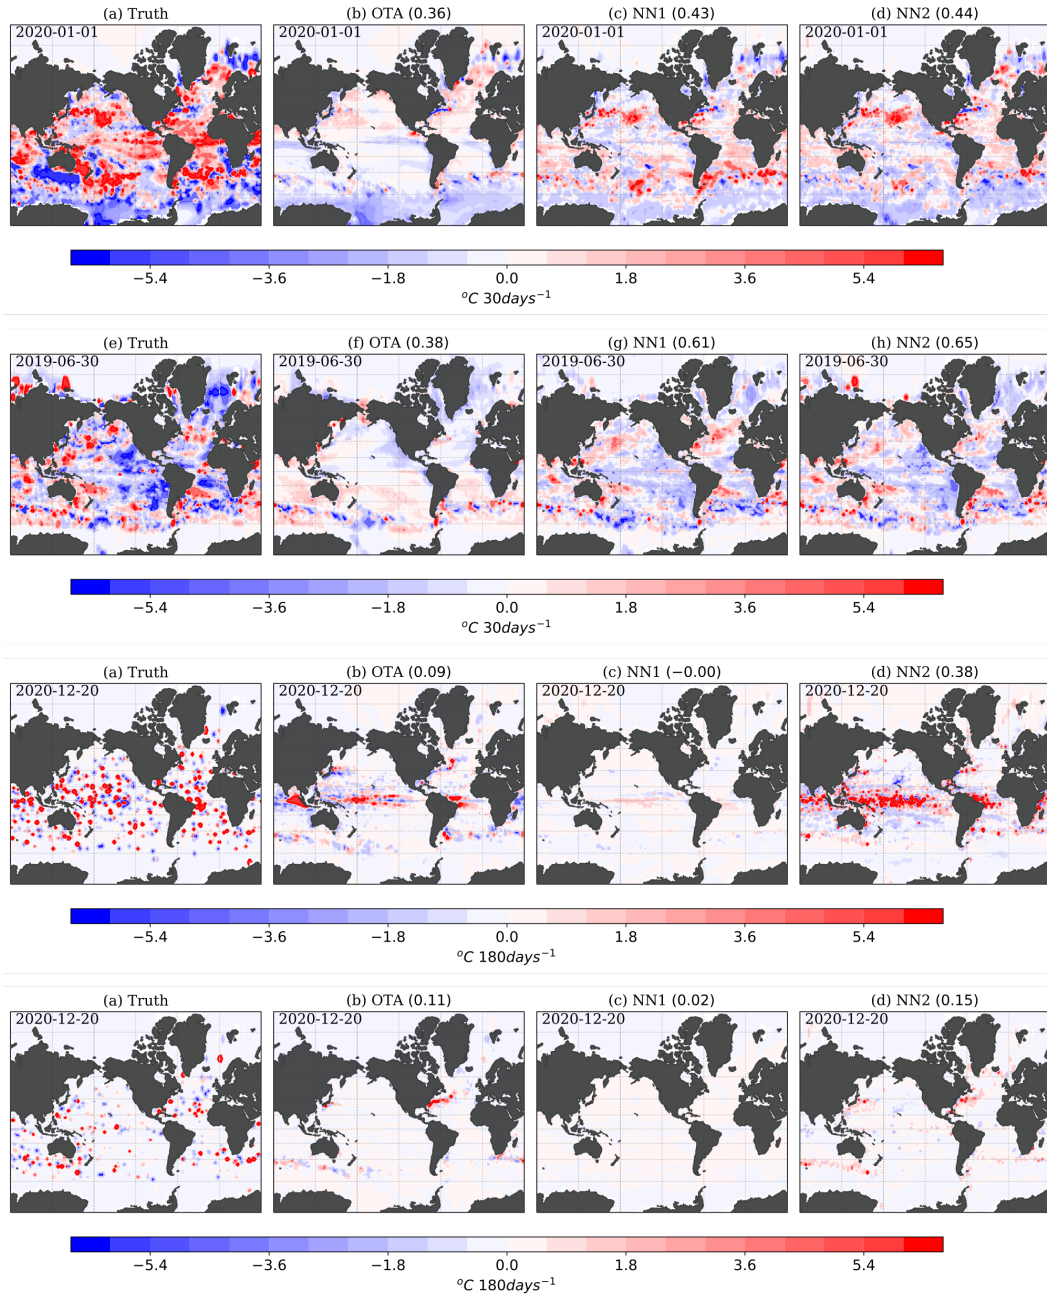 (a) Truth (b) OTA (0.36) (c) NN1 (0.43) (d) NN2 (0.44)
2020-01-01 2020-01-01 2020-01-01 2020-01-01
−5.4 −3.6 −1.8 0.0 1.8 3.6 5.4
°C 30days⁻¹
(e) Truth (f) OTA (0.38) (g) NN1 (0.61) (h) NN2 (0.65)
2019-06-30 2019-06-30 2019-06-30 2019-06-30
−5.4 −3.6 −1.8 0.0 1.8 3.6 5.4
°C 30days⁻¹
(a) Truth (b) OTA (0.09) (c) NN1 (−0.00) (d) NN2 (0.38)
2020-12-20 2020-12-20 2020-12-20 2020-12-20
−5.4 −3.6 −1.8 0.0 1.8 3.6 5.4
°C 180days⁻¹
(a) Truth (b) OTA (0.11) (c) NN1 (0.02) (d) NN2 (0.15)
2020-12-20 2020-12-20 2020-12-20 2020-12-20
−5.4 −3.6 −1.8 0.0 1.8 3.6 5.4
°C 180days⁻¹